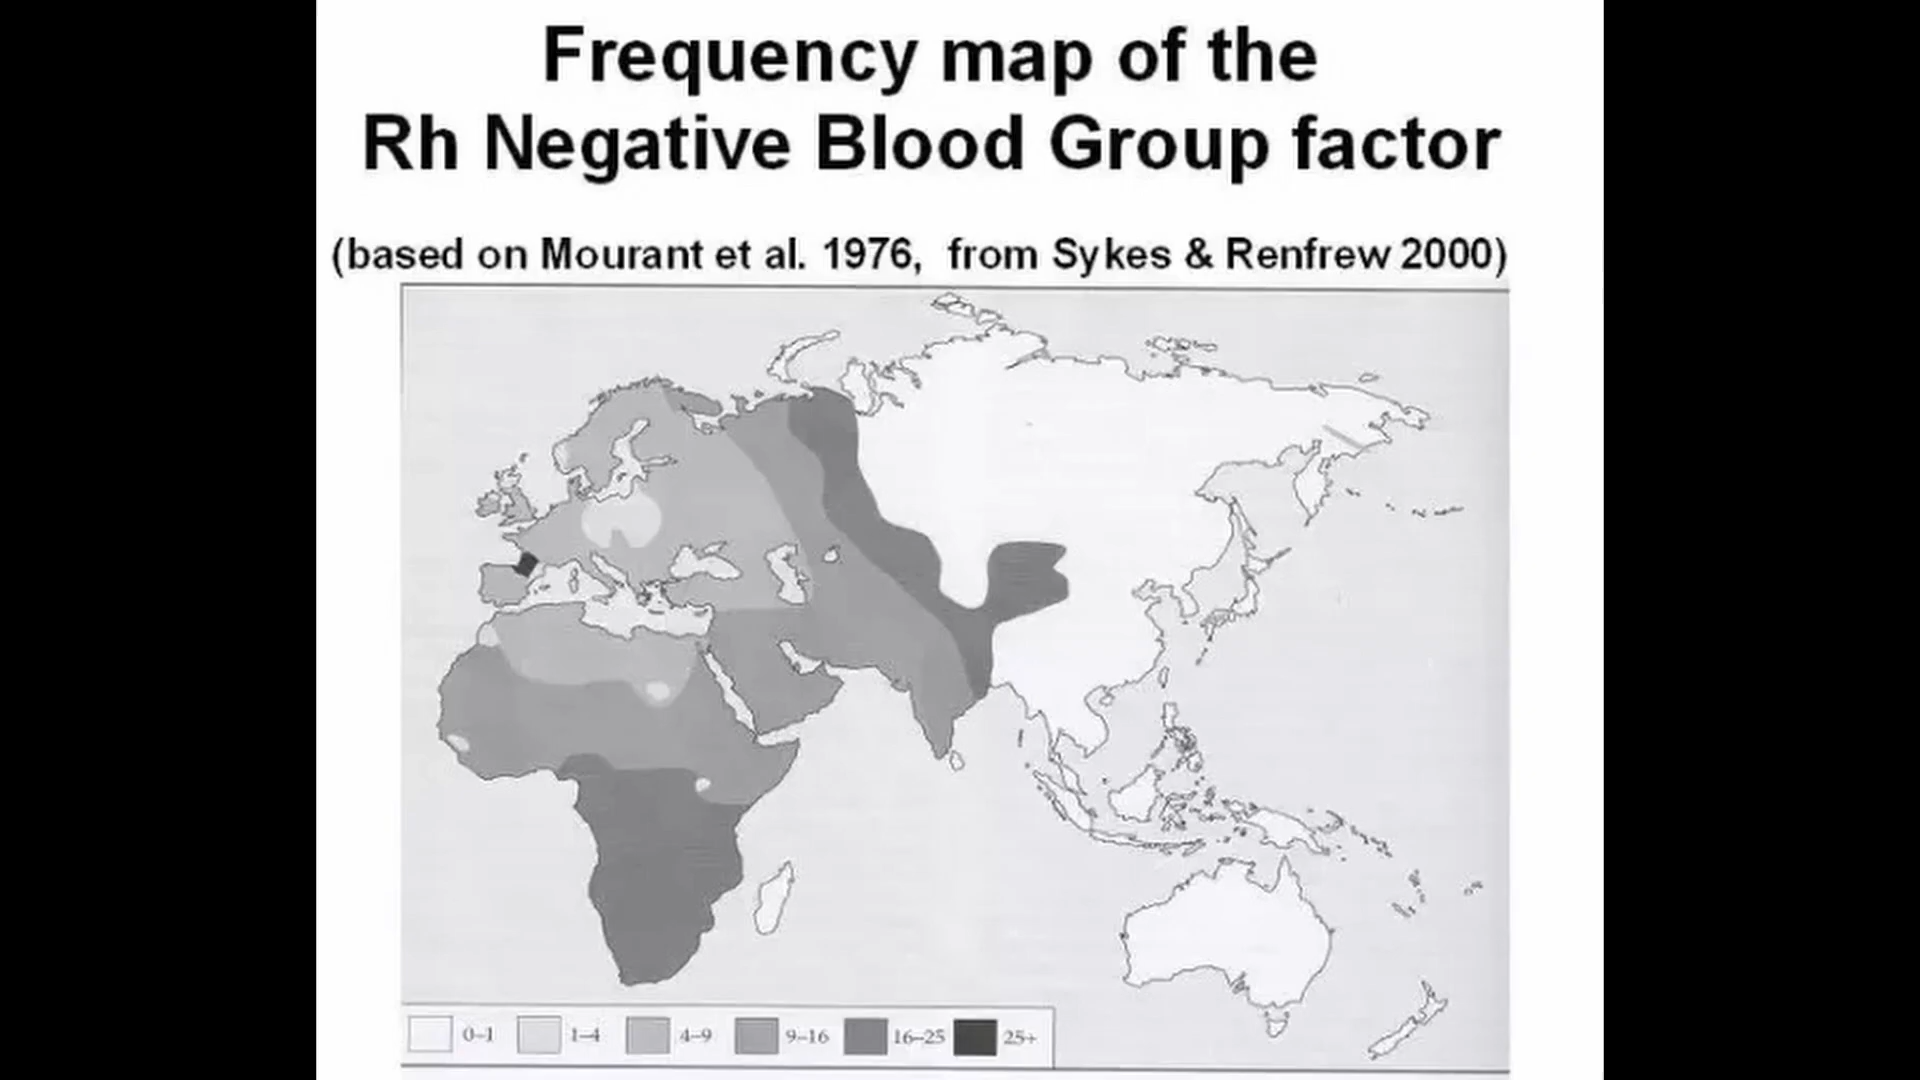 Frequency map of the
Rh Negative Blood Group factor
(based on Mourant et al. 1976, from Sykes & Renfrew 2000)
0–1 1–4 4–9 9–16 16–25 25+